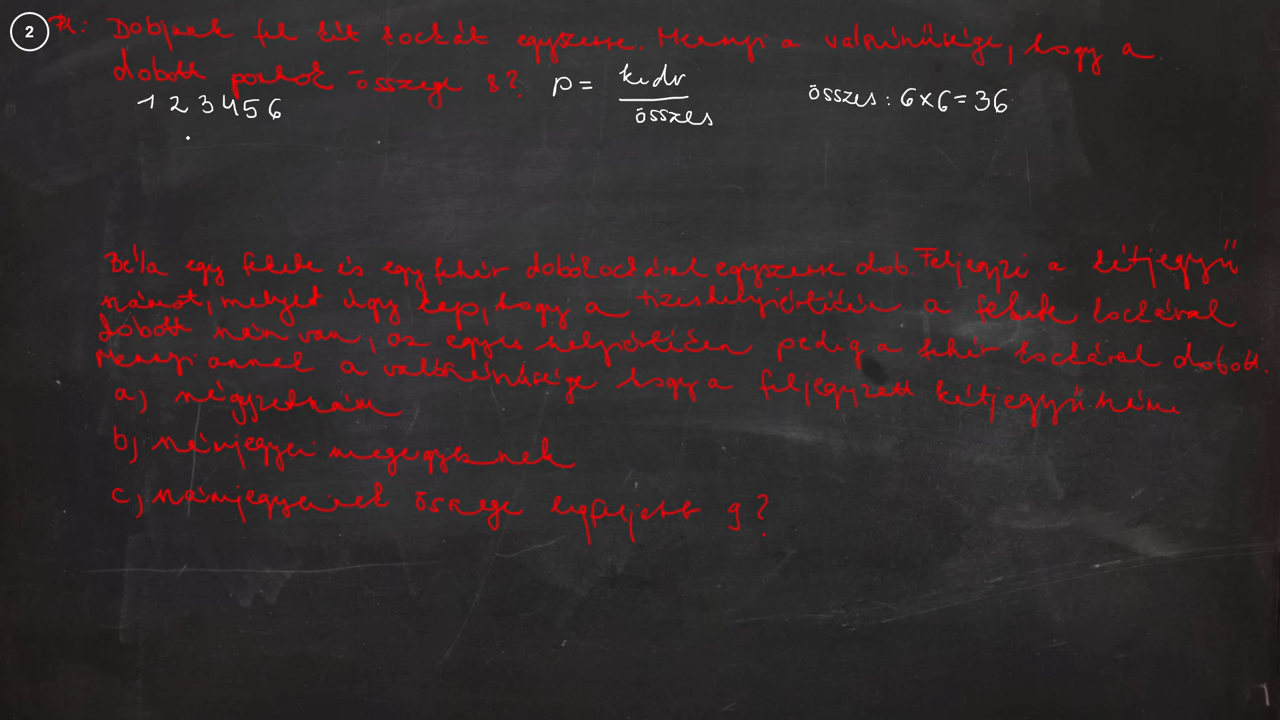 2
Pl: Dobjunk fel két kockát egyszerre. Mennyi a valószínűsége, hogy a
dobott pontok összege 8? p = kedv / összes összes: 6×6=36
1 2 3 4 5 6
Béla egy fekete és egy fehér dobókockával egyszerre dob. Feljegyzi a kétjegyű
számot, melyet úgy kap, hogy a tizeshelyiértékén a fekete kockával
dobott szám van, az egyes helyiértéken pedig a fehér kockával dobott.
Mennyi annak a valószínűsége hogy a feljegyzett kétjegyű szám
a, négyzetszám
b, számjegyei megegyeznek
c, számjegyeinek összege legfeljebb 9?
1